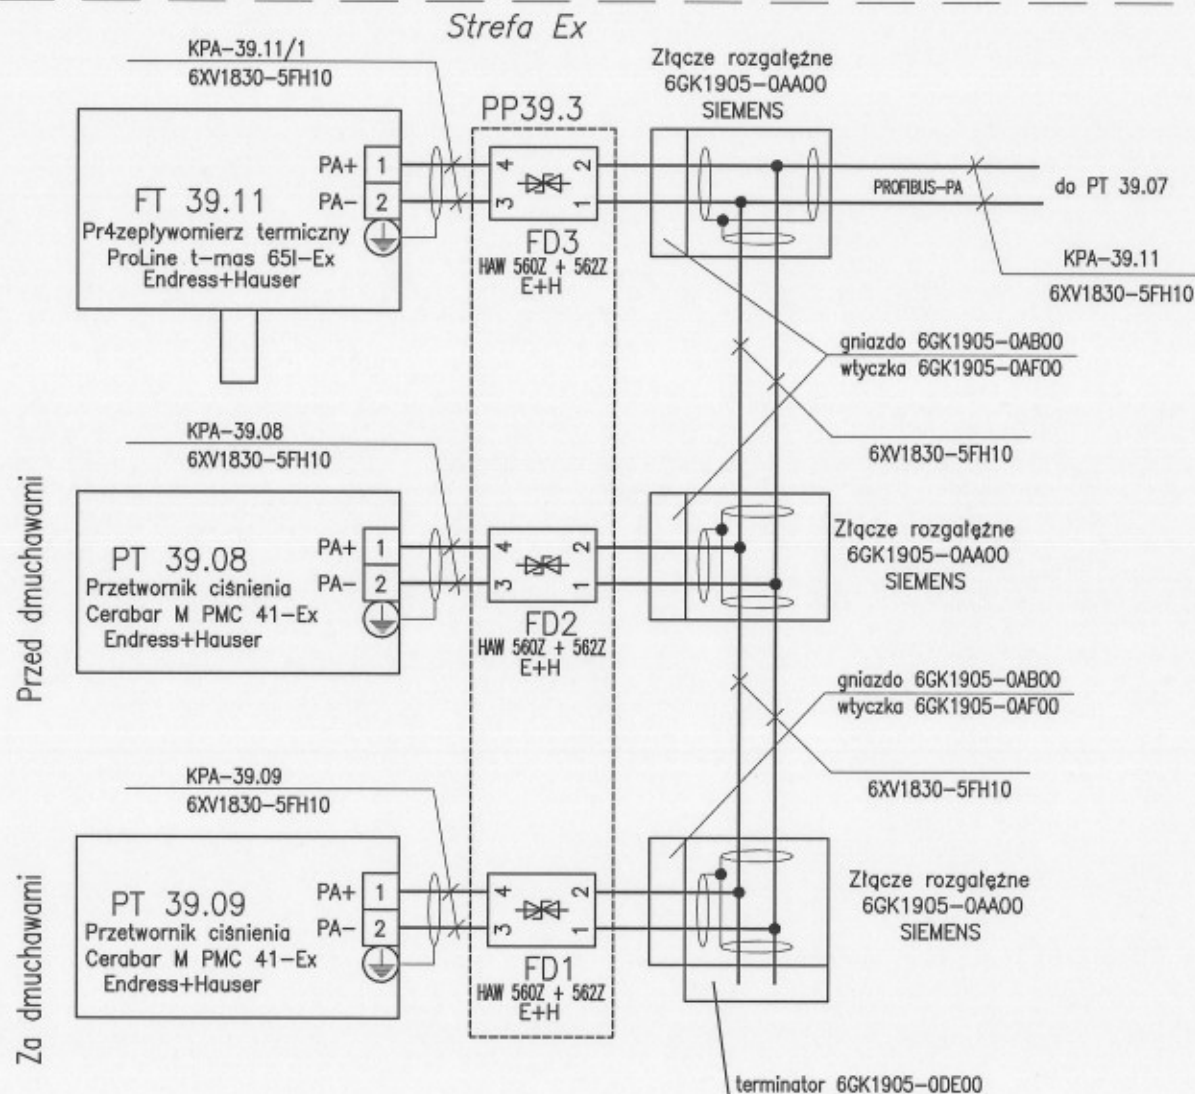 Strefa Ex
KPA-39.11/1
6XV1830-5FH10
PP39.3
Złącze rozgałęźne
6GK1905-0AA00
SIEMENS
FT 39.11
Pr4zepływomierz termiczny
ProLine t-mas 65I-Ex
Endress+Hauser
PA+ 1
PA- 2
4 2
3 1
FD3
HAW 560Z + 562Z
E+H
PROFIBUS-PA
do PT 39.07
KPA-39.11
6XV1830-5FH10
gniazdo 6GK1905-0AB00
wtyczka 6GK1905-0AF00
6XV1830-5FH10
Przed dmuchawami
KPA-39.08
6XV1830-5FH10
PT 39.08
Przetwornik ciśnienia
Cerabar M PMC 41-Ex
Endress+Hauser
PA+ 1
PA- 2
4 2
3 1
FD2
HAW 560Z + 562Z
E+H
Złącze rozgałęźne
6GK1905-0AA00
SIEMENS
gniazdo 6GK1905-0AB00
wtyczka 6GK1905-0AF00
6XV1830-5FH10
Za dmuchawami
KPA-39.09
6XV1830-5FH10
PT 39.09
Przetwornik ciśnienia
Cerabar M PMC 41-Ex
Endress+Hauser
PA+ 1
PA- 2
4 2
3 1
FD1
HAW 560Z + 562Z
E+H
Złącze rozgałęźne
6GK1905-0AA00
SIEMENS
terminator 6GK1905-0DE00